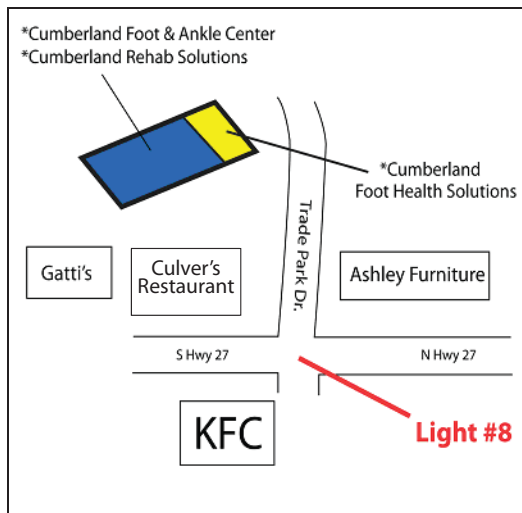 *Cumberland Foot & Ankle Center
*Cumberland Rehab Solutions
*Cumberland
Foot Health Solutions
Trade Park Dr.
Gatti's
Culver's
Restaurant
Ashley Furniture
S Hwy 27
N Hwy 27
KFC
Light #8